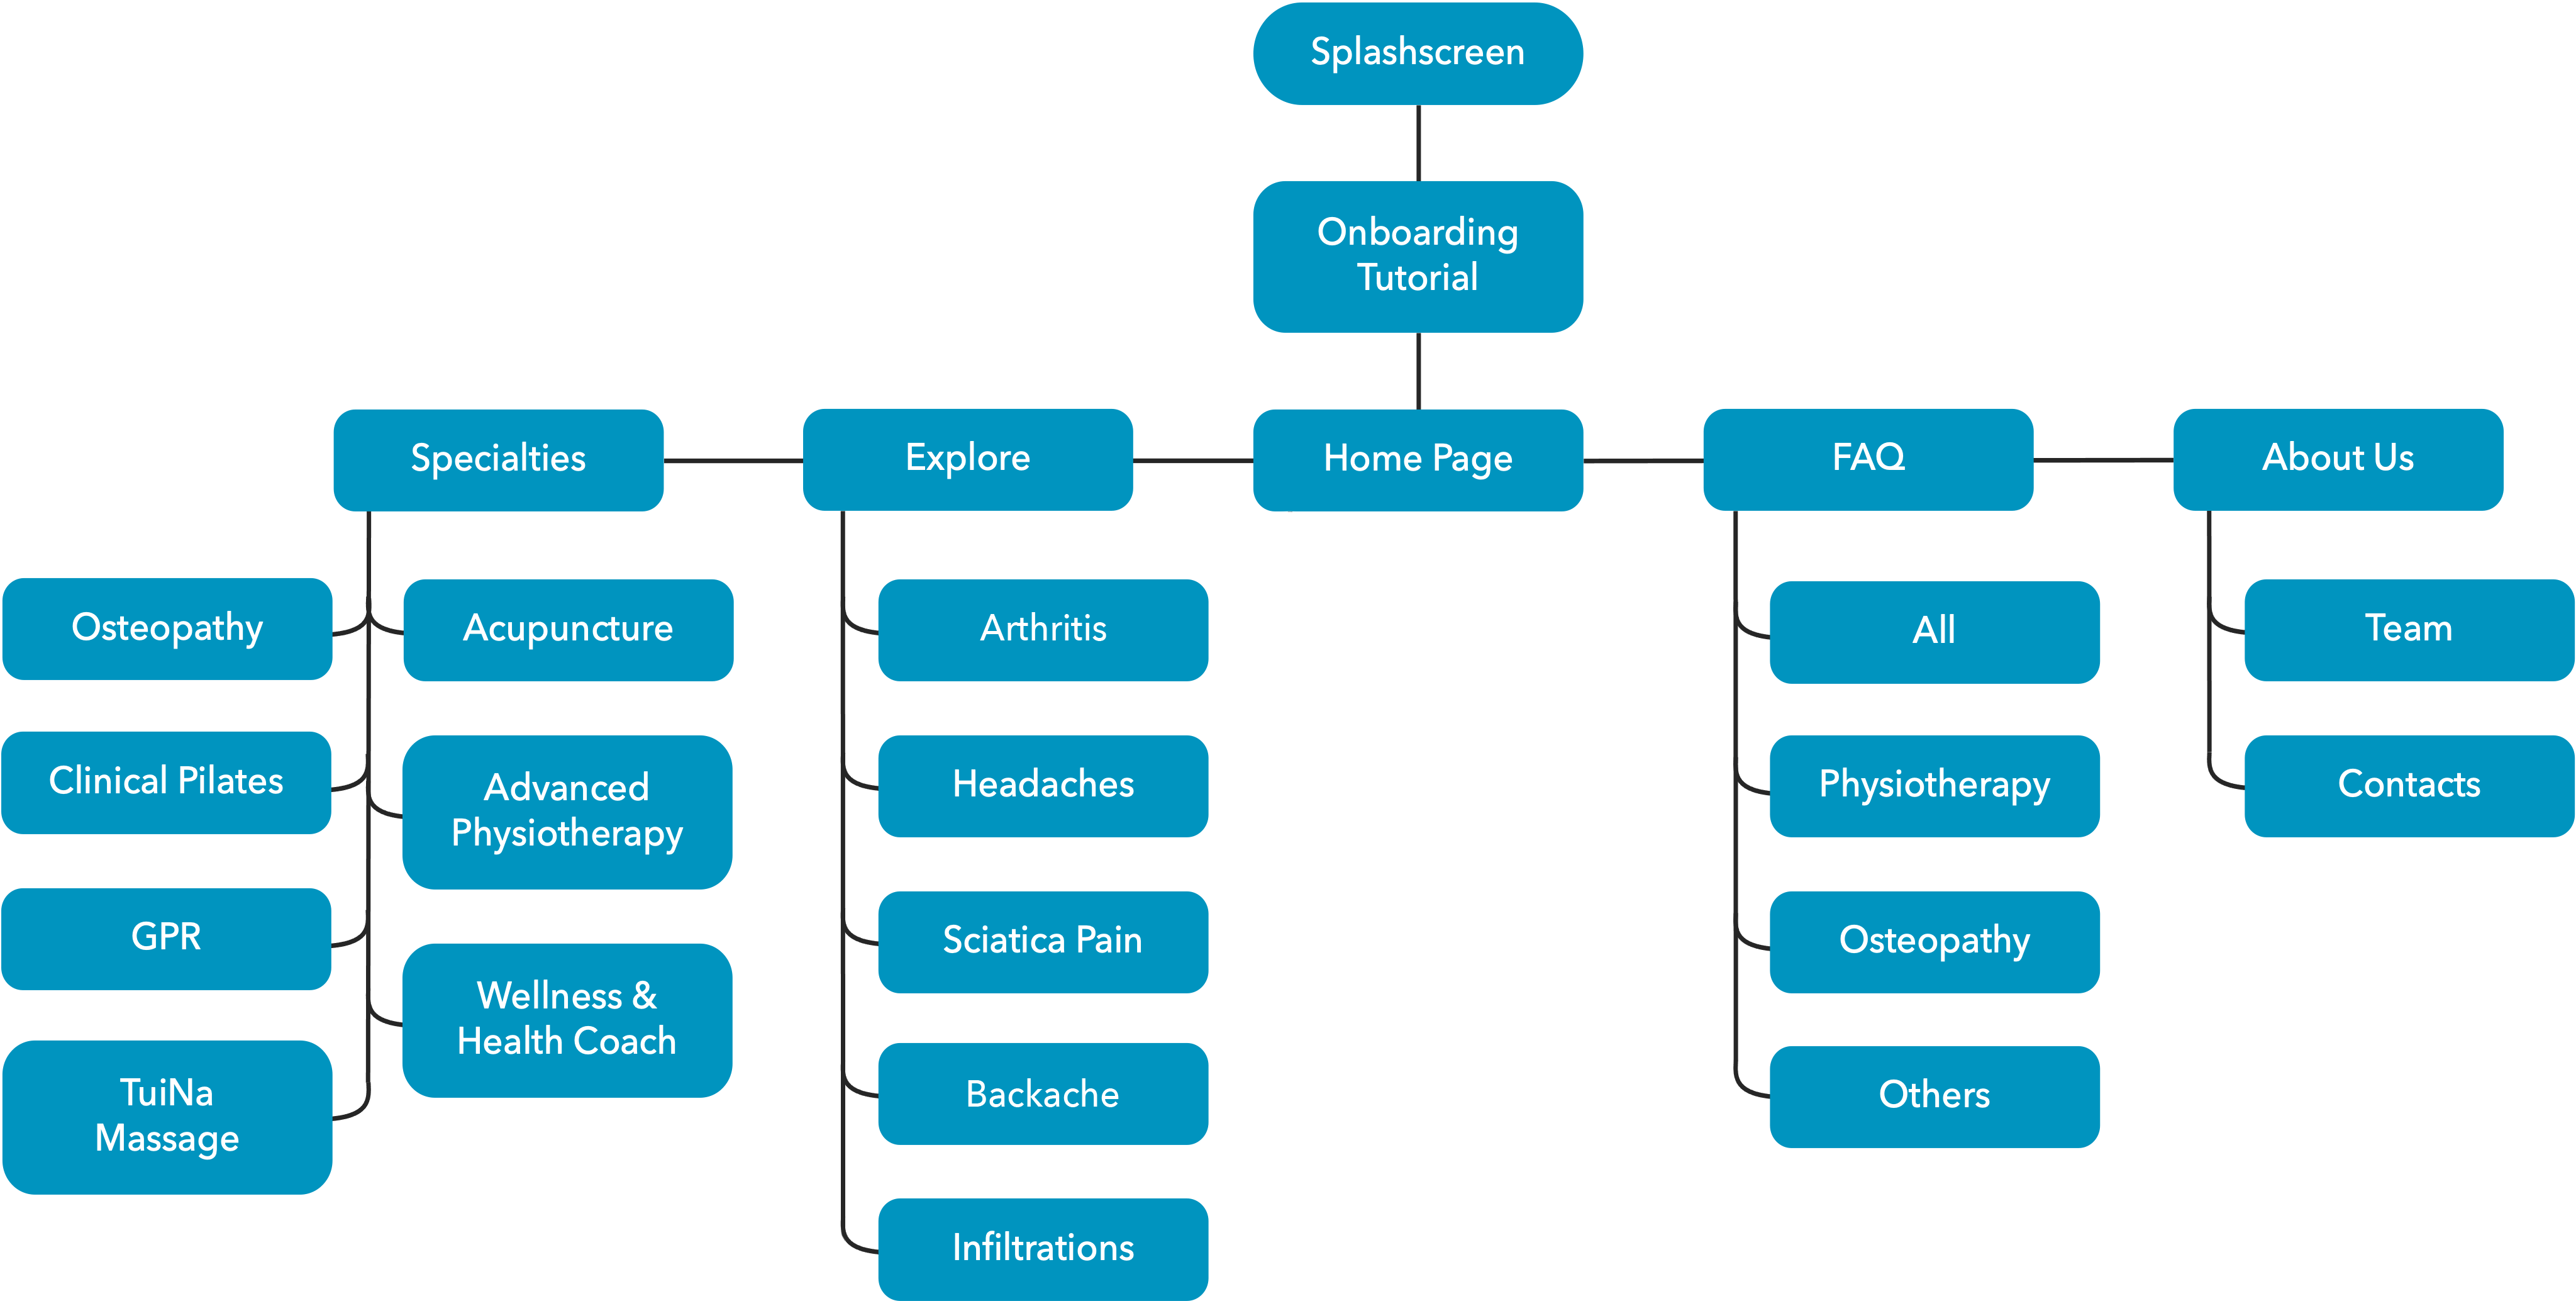 Splashscreen
Onboarding
Tutorial
Specialties
Explore
Home Page
FAQ
About Us
Osteopathy
Clinical Pilates
GPR
TuiNa
Massage
Acupuncture
Advanced
Physiotherapy
Wellness &
Health Coach
Arthritis
Headaches
Sciatica Pain
Backache
Infiltrations
All
Physiotherapy
Osteopathy
Others
Team
Contacts